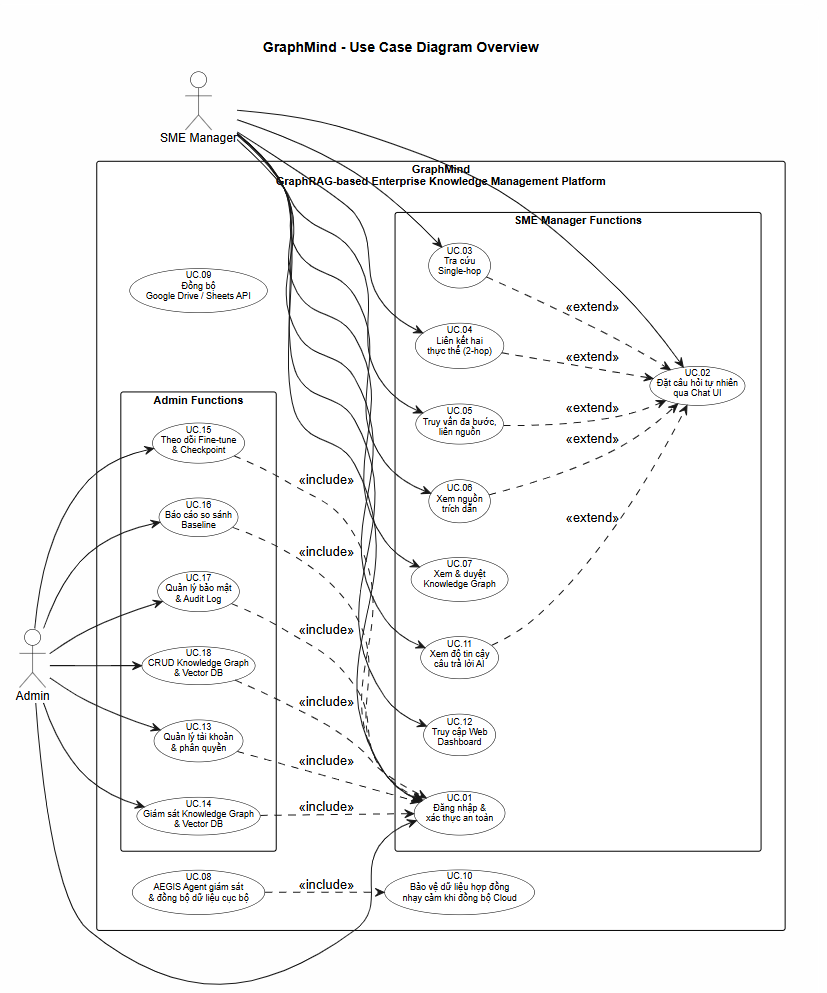 GraphMind - Use Case Diagram Overview
SME Manager
GraphMind
GraphRAG-based Enterprise Knowledge Management Platform
SME Manager Functions
UC.03
Tra cứu
Single-hop
UC.09
Đồng bộ
Google Drive / Sheets API
«extend»
UC.04
Liên kết hai
thực thể (2-hop)
«extend»
UC.02
Đặt câu hỏi tự nhiên
qua Chat UI
Admin Functions
UC.05
Truy vấn đa bước,
liên nguồn
«extend»
UC.15
Theo dõi Fine-tune
& Checkpoint
«extend»
«include»
UC.06
Xem nguồn
trích dẫn
UC.16
Báo cáo so sánh
Baseline
«extend»
«include»
UC.07
Xem & duyệt
Knowledge Graph
UC.17
Quản lý bảo mật
& Audit Log
«include»
UC.11
Xem độ tin cậy
câu trả lời AI
UC.18
CRUD Knowledge Graph
& Vector DB
Admin
«include»
UC.12
Truy cập Web
Dashboard
UC.13
Quản lý tài khoản
& phân quyền
«include»
UC.01
Đăng nhập &
xác thực an toàn
UC.14
Giám sát Knowledge Graph
& Vector DB
«include»
UC.08
AEGIS Agent giám sát
& đồng bộ dữ liệu cục bộ
«include»
UC.10
Bảo vệ dữ liệu hợp đồng
nhạy cảm khi đồng bộ Cloud